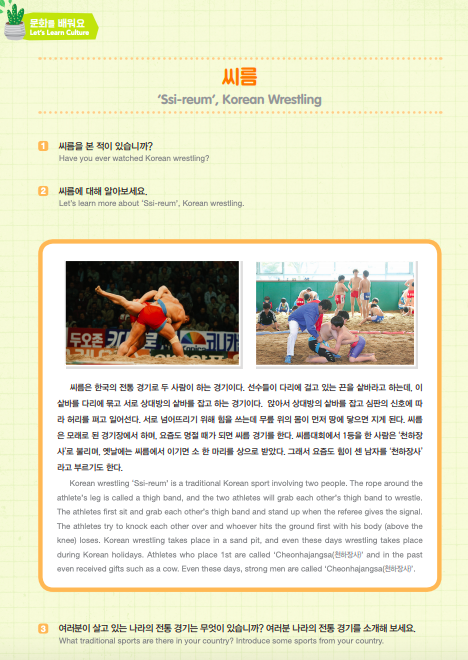 문화를 배워요
Let's Learn Culture
씨름
'Ssi-reum', Korean Wrestling
1 씨름을 본 적이 있습니까?
Have you ever watched Korean wrestling?
2 씨름에 대해 알아보세요.
Let's learn more about 'Ssi-reum', Korean wrestling.
두오존
코니카
Konica
씨름은 한국의 전통 경기로 두 사람이 하는 경기이다. 선수들이 다리에 걸고 있는 끈을 살바라고 하는데, 이
살바를 다리에 묶고 서로 상대방의 살바를 잡고 하는 경기이다. 앉아서 상대방의 살바를 잡고 심판의 신호에 따
라 허리를 펴고 일어선다. 서로 넘어뜨리기 위해 힘을 쓰는데 무릎 위의 몸이 먼저 땅에 닿으면 지게 된다. 씨름
은 모래로 된 경기장에서 하며, 요즘도 명절 때가 되면 씨름 경기를 한다. 씨름대회에서 1등을 한 사람은 '천하장
사'로 불리며, 옛날에는 씨름에서 이기면 소 한 마리를 상으로 받았다. 그래서 요즘도 힘이 센 남자를 '천하장사'
라고 부르기도 한다.
Korean wrestling 'Ssi-reum' is a traditional Korean sport involving two people. The rope around the
athlete's leg is called a thigh band, and the two athletes will grab each other's thigh band to wrestle.
The athletes first sit and grab each other's thigh band and stand up when the referee gives the signal.
The athletes try to knock each other over and whoever hits the ground first with his body (above the
knee) loses. Korean wrestling takes place in a sand pit, and even these days wrestling takes place
during Korean holidays. Athletes who place 1st are called 'Cheonhajangsa(천하장사)' and in the past
even received gifts such as a cow. Even these days, strong men are called 'Cheonhajangsa(천하장사)'.
3 여러분이 살고 있는 나라의 전통 경기는 무엇이 있습니까? 여러분 나라의 전통 경기를 소개해 보세요.
What traditional sports are there in your country? Introduce some sports from your country.